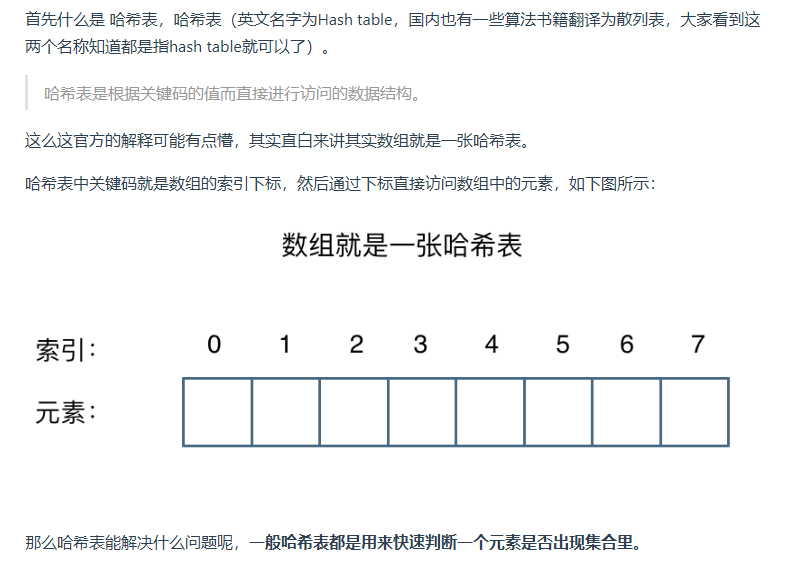 首先什么是 哈希表，哈希表（英文名字为Hash table，国内也有一些算法书籍翻译为散列表，大家看到这
两个名称知道都是指hash table就可以了）。
哈希表是根据关键码的值而直接进行访问的数据结构。
这么这官方的解释可能有点懵，其实直白来讲其实数组就是一张哈希表。
哈希表中关键码就是数组的索引下标，然后通过下标直接访问数组中的元素，如下图所示：
数组就是一张哈希表
索引： 0 1 2 3 4 5 6 7
元素：
那么哈希表能解决什么问题呢，一般哈希表都是用来快速判断一个元素是否出现集合里。